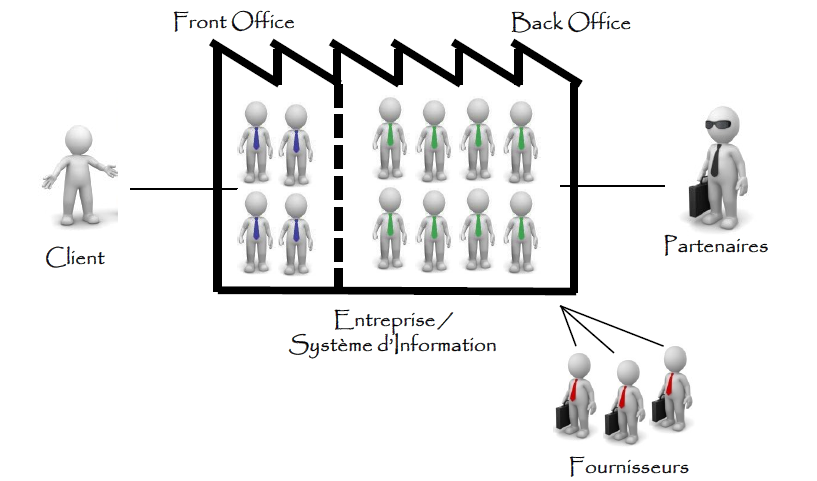 Front Office
Back Office
Client
Partenaires
Entreprise /
Système d'Information
Fournisseurs